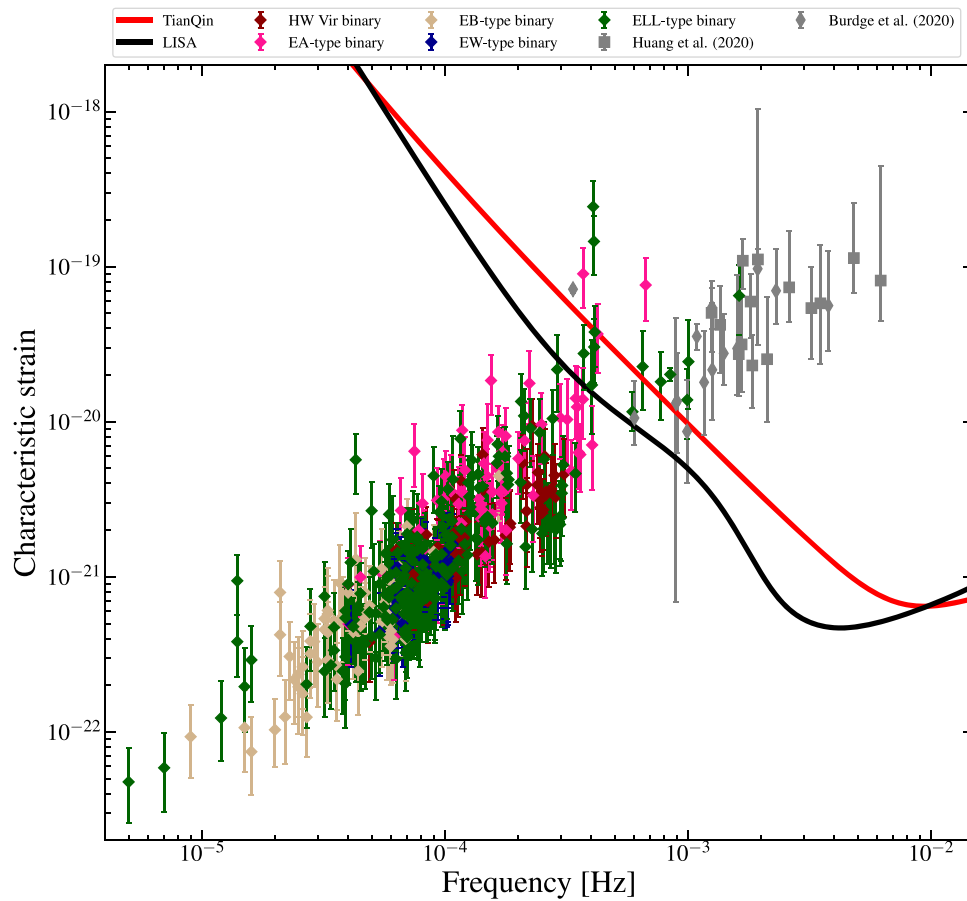 TianQin HW Vir binary EB-type binary ELL-type binary Burdge et al. (2020)
LISA EA-type binary EW-type binary Huang et al. (2020)
10⁻¹⁸
10⁻¹⁹
10⁻²⁰
10⁻²¹
10⁻²²
Characteristic strain
10⁻⁵ 10⁻⁴ 10⁻³ 10⁻²
Frequency [Hz]